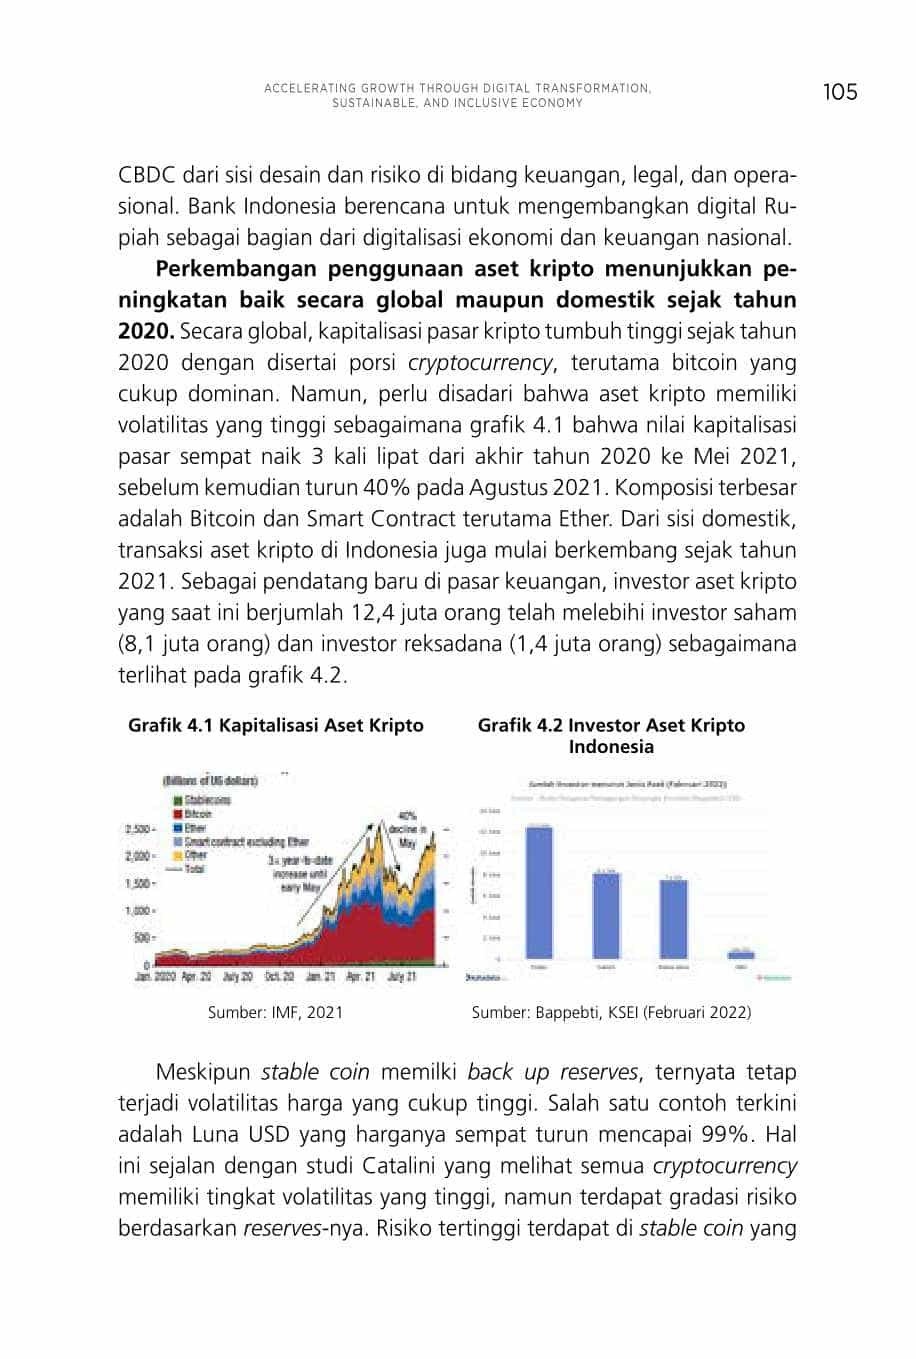 ACCELERATING GROWTH THROUGH DIGITAL TRANSFORMATION,
SUSTAINABLE, AND INCLUSIVE ECONOMY
105
CBDC dari sisi desain dan risiko di bidang keuangan, legal, dan opera-
sional. Bank Indonesia berencana untuk mengembangkan digital Ru-
piah sebagai bagian dari digitalisasi ekonomi dan keuangan nasional.
Perkembangan penggunaan aset kripto menunjukkan pe-
ningkatan baik secara global maupun domestik sejak tahun
2020. Secara global, kapitalisasi pasar kripto tumbuh tinggi sejak tahun
2020 dengan disertai porsi cryptocurrency, terutama bitcoin yang
cukup dominan. Namun, perlu disadari bahwa aset kripto memiliki
volatilitas yang tinggi sebagaimana grafik 4.1 bahwa nilai kapitalisasi
pasar sempat naik 3 kali lipat dari akhir tahun 2020 ke Mei 2021,
sebelum kemudian turun 40% pada Agustus 2021. Komposisi terbesar
adalah Bitcoin dan Smart Contract terutama Ether. Dari sisi domestik,
transaksi aset kripto di Indonesia juga mulai berkembang sejak tahun
2021. Sebagai pendatang baru di pasar keuangan, investor aset kripto
yang saat ini berjumlah 12,4 juta orang telah melebihi investor saham
(8,1 juta orang) dan investor reksadana (1,4 juta orang) sebagaimana
terlihat pada grafik 4.2.
Grafik 4.1 Kapitalisasi Aset Kripto
(Billions of US dollars)
Stablecoins
Bitcoin
Ether
Smart contract excluding Ether
Other
Total
3x year-to-date
increase until
early May
40%
decline in
May
2,500
2,000
1,500
1,000
500
0
Jan. 2020 Apr. 20 July 20 Oct. 20 Jan. 21 Apr. 21 July 21
Sumber: IMF, 2021
Grafik 4.2 Investor Aset Kripto
Indonesia
Jumlah Investor menurut Jenis Aset (Februari 2022)
Sumber: Bappebti, KSEI (Februari 2022)
Meskipun stable coin memilki back up reserves, ternyata tetap
terjadi volatilitas harga yang cukup tinggi. Salah satu contoh terkini
adalah Luna USD yang harganya sempat turun mencapai 99%. Hal
ini sejalan dengan studi Catalini yang melihat semua cryptocurrency
memiliki tingkat volatilitas yang tinggi, namun terdapat gradasi risiko
berdasarkan reserves-nya. Risiko tertinggi terdapat di stable coin yang